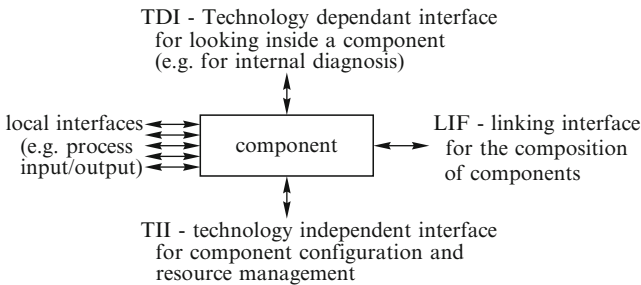 TDI - Technology dependant interface
for looking inside a component
(e.g. for internal diagnosis)
local interfaces
(e.g. process
input/output)
component
LIF - linking interface
for the composition
of components
TII - technology independent interface
for component configuration and
resource management